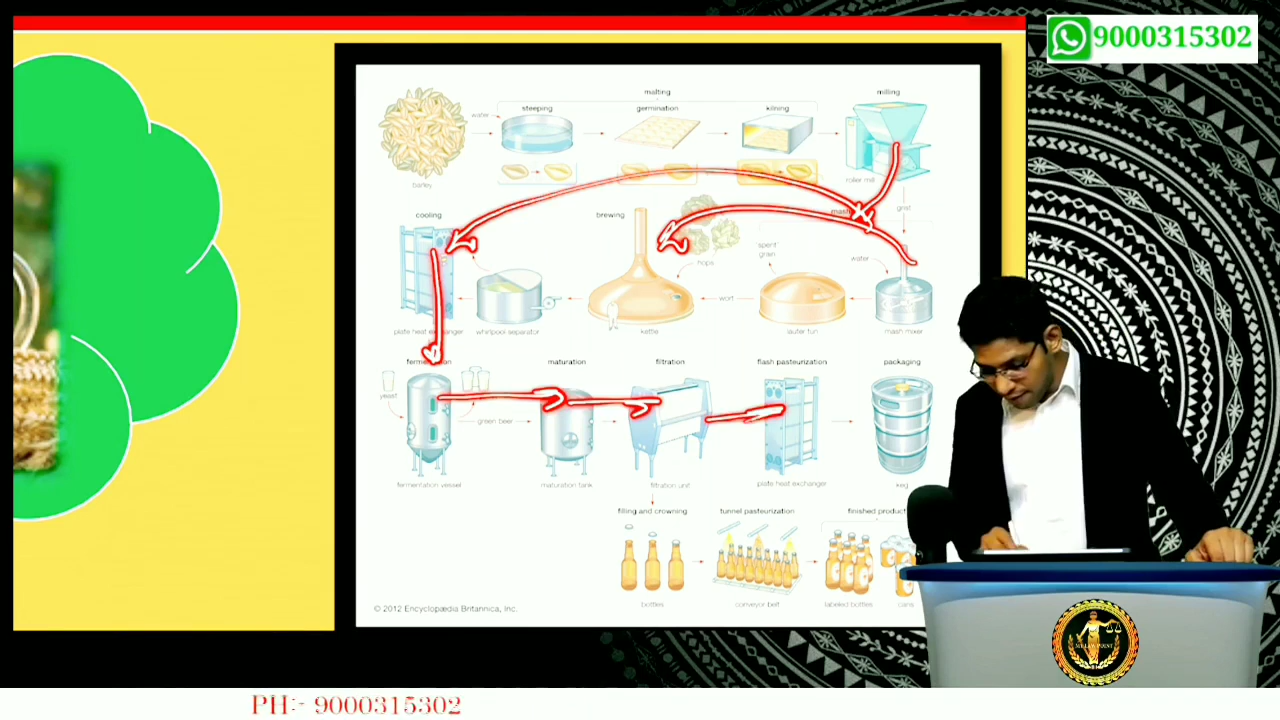 9000315302
malting
milling
steeping
germination
kilning
water
barley
roller mill
grist
cooling
brewing
mash
"spent"
grain
water
hops
wort
plate heat exchanger
whirlpool separator
kettle
lauter tun
mash mixer
fermentation
maturation
filtration
flash pasteurization
packaging
yeast
green beer
fermentation vessel
maturation tank
filtration unit
plate heat exchanger
keg
filling and crowning
tunnel pasteurization
finished product
bottles
conveyor belt
labeled bottles
cans
© 2012 Encyclopædia Britannica, Inc.
PH:- 9000315302